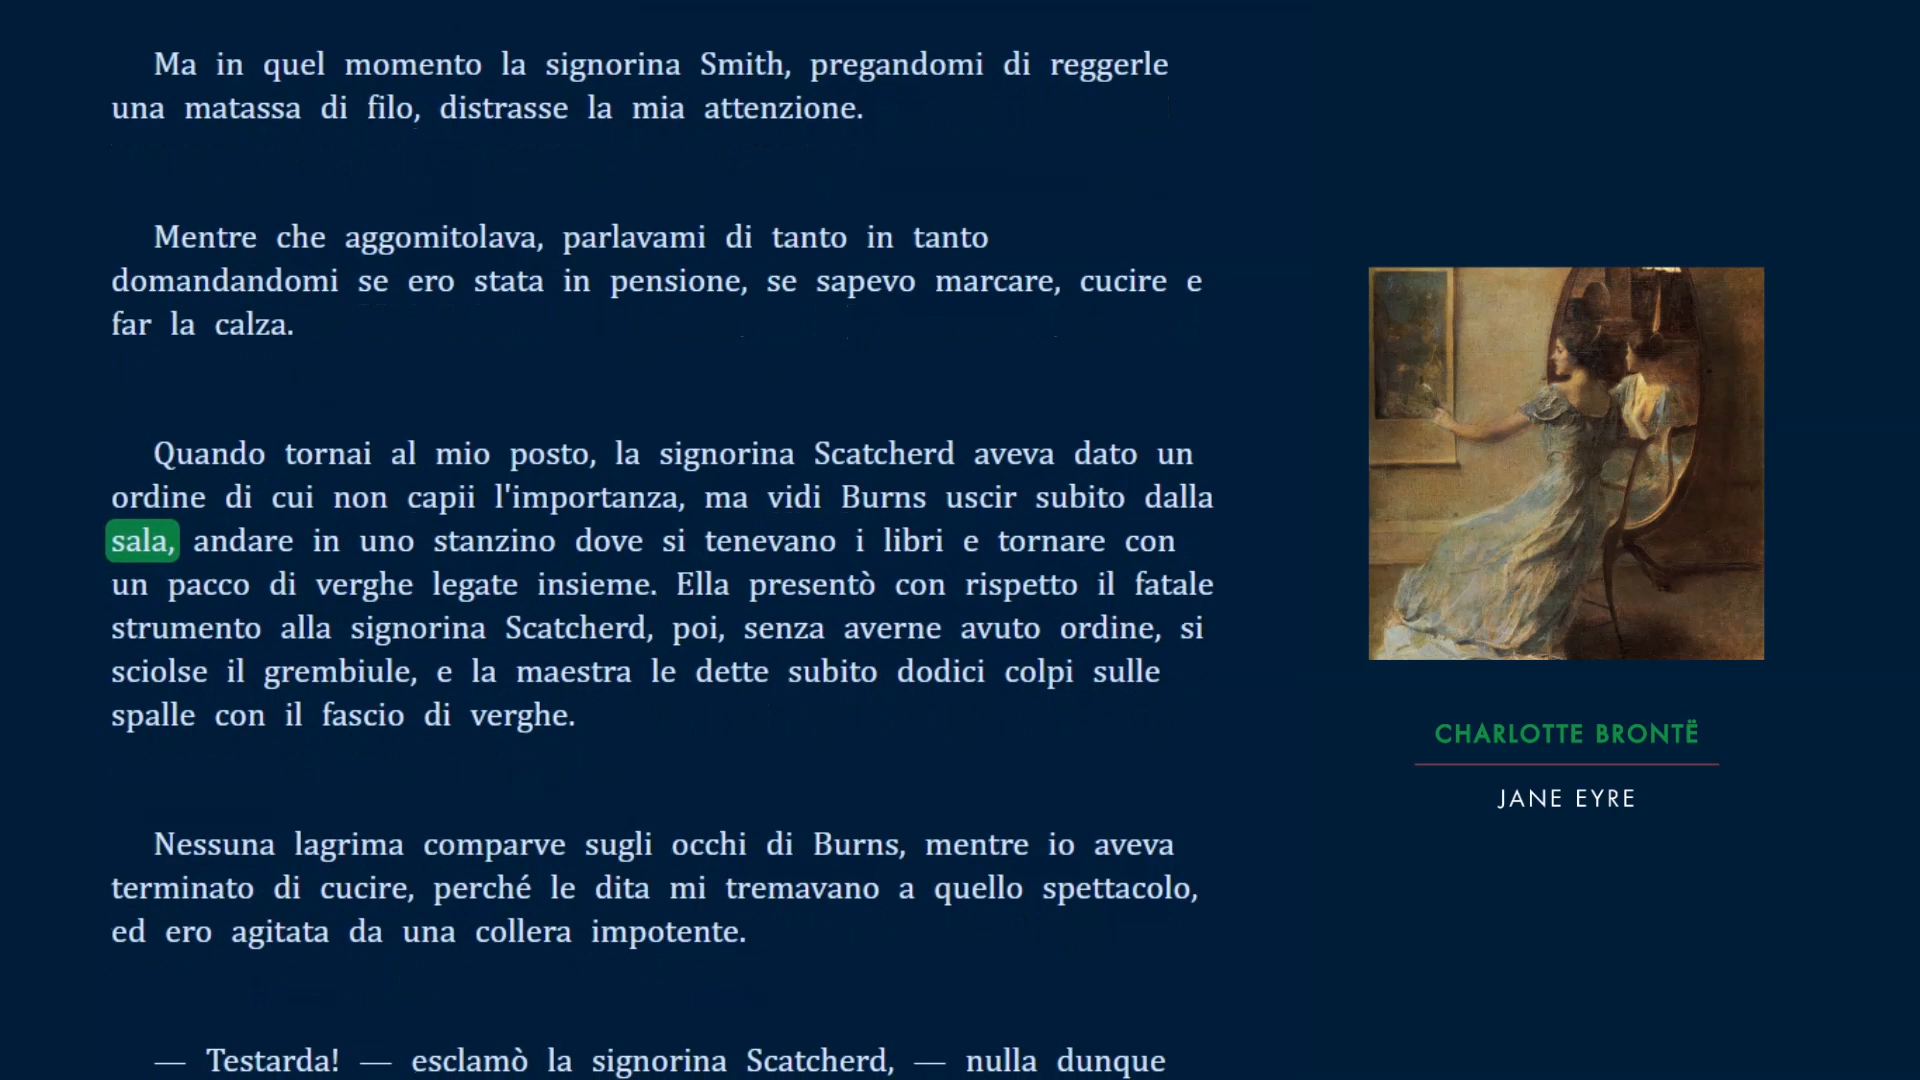 Ma in quel momento la signorina Smith, pregandomi di reggerle
una matassa di filo, distrasse la mia attenzione.
Mentre che aggomitolava, parlavami di tanto in tanto
domandandomi se ero stata in pensione, se sapevo marcare, cucire e
far la calza.
Quando tornai al mio posto, la signorina Scatcherd aveva dato un
ordine di cui non capii l'importanza, ma vidi Burns uscir subito dalla
sala, andare in uno stanzino dove si tenevano i libri e tornare con
un pacco di verghe legate insieme. Ella presentò con rispetto il fatale
strumento alla signorina Scatcherd, poi, senza averne avuto ordine, si
sciolse il grembiule, e la maestra le dette subito dodici colpi sulle
spalle con il fascio di verghe.
Nessuna lagrima comparve sugli occhi di Burns, mentre io aveva
terminato di cucire, perché le dita mi tremavano a quello spettacolo,
ed ero agitata da una collera impotente.
— Testarda! — esclamò la signorina Scatcherd, — nulla dunque
CHARLOTTE BRONTË
JANE EYRE